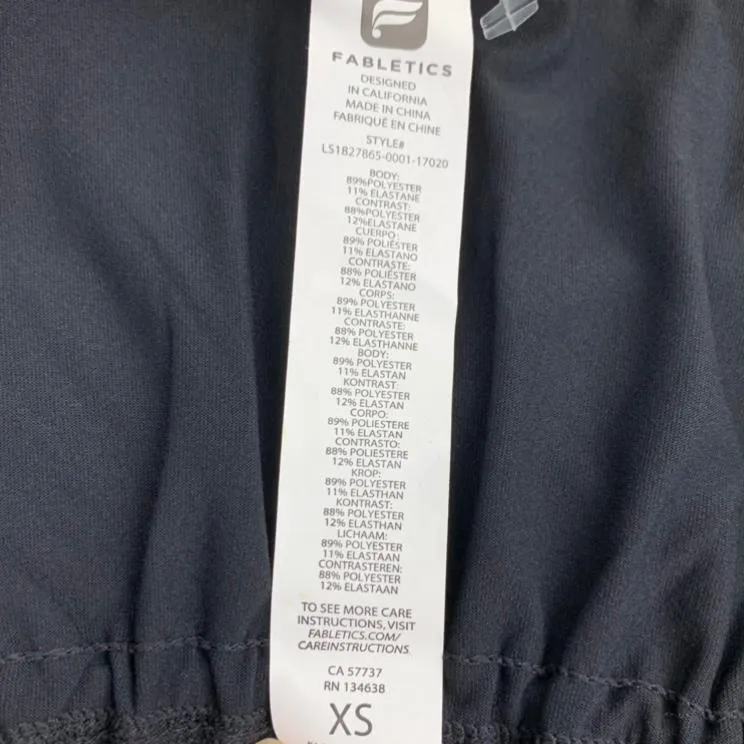 FABLETICS
DESIGNED
IN CALIFORNIA
MADE IN CHINA
FABRIQUÉ EN CHINE
STYLE#
LS1827865-0001-17020
BODY:
89%POLYESTER
11% ELASTANE
CONTRAST:
88%POLYESTER
12%ELASTANE
CUERPO:
89% POLIÉSTER
11% ELASTANO
CONTRASTE:
88% POLIÉSTER
12% ELASTANO
CORPS:
89% POLYESTER
11% ELASTHANNE
CONTRASTE:
88% POLYESTER
12% ELASTHANNE
BODY:
89% POLYESTER
11% ELASTAN
KONTRAST:
88% POLYESTER
12% ELASTAN
CORPO:
89% POLIESTERE
11% ELASTAN
CONTRASTO:
88% POLIESTERE
12% ELASTAN
KROP:
89% POLYESTER
11% ELASTHAN
KONTRAST:
88% POLYESTER
12% ELASTHAN
LICHAAM:
89% POLYESTER
11% ELASTAAN
CONTRASTEREN:
88% POLYESTER
12% ELASTAAN
TO SEE MORE CARE
INSTRUCTIONS, VISIT
FABLETICS.COM/
CAREINSTRUCTIONS
CA 57737
RN 134638
XS